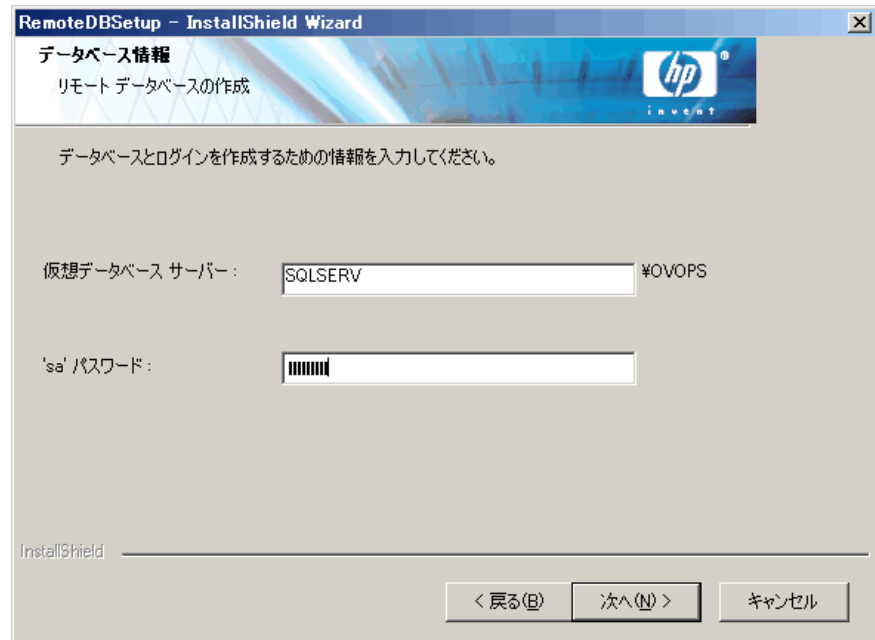 RemoteDBSetup - InstallShield Wizard
データベース情報
リモート データベースの作成
hp
®
invent
データベースとログインを作成するための情報を入力してください。
仮想データベース サーバー： SQLSERV ¥OVOPS
'sa' パスワード：
InstallShield
< 戻る(B) 次へ(N) > キャンセル